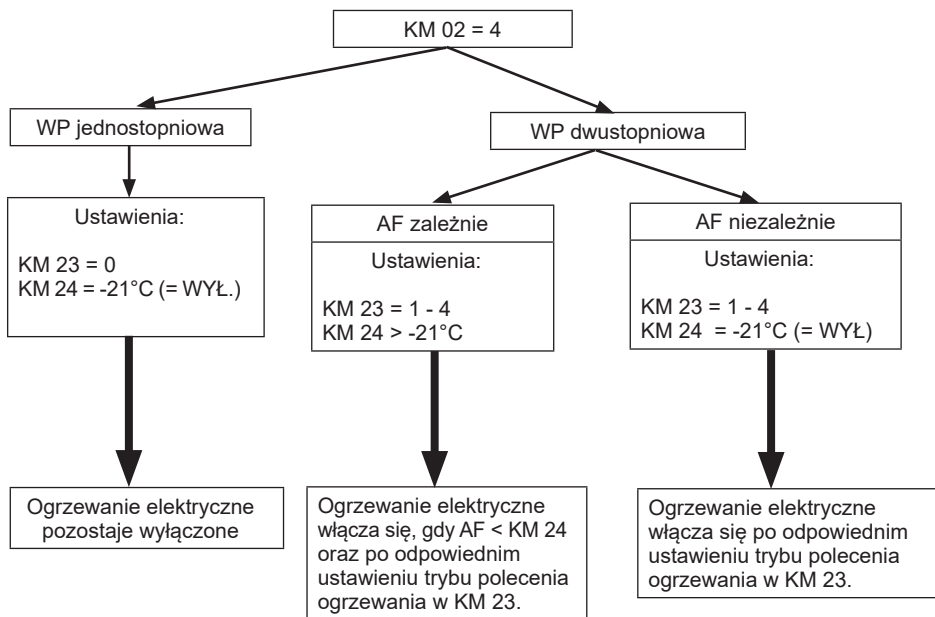 KM 02 = 4
WP jednostopniowa
WP dwustopniowa
Ustawienia:
KM 23 = 0
KM 24 = -21°C (= WYŁ.)
AF zależnie
Ustawienia:
KM 23 = 1 - 4
KM 24 > -21°C
AF niezależnie
Ustawienia:
KM 23 = 1 - 4
KM 24 = -21°C (= WYŁ)
Ogrzewanie elektryczne
pozostaje wyłączone
Ogrzewanie elektryczne
włącza się, gdy AF < KM 24
oraz po odpowiednim
ustawieniu trybu polecenia
ogrzewania w KM 23.
Ogrzewanie elektryczne
włącza się po odpowiednim
ustawieniu trybu polecenia
ogrzewania w KM 23.